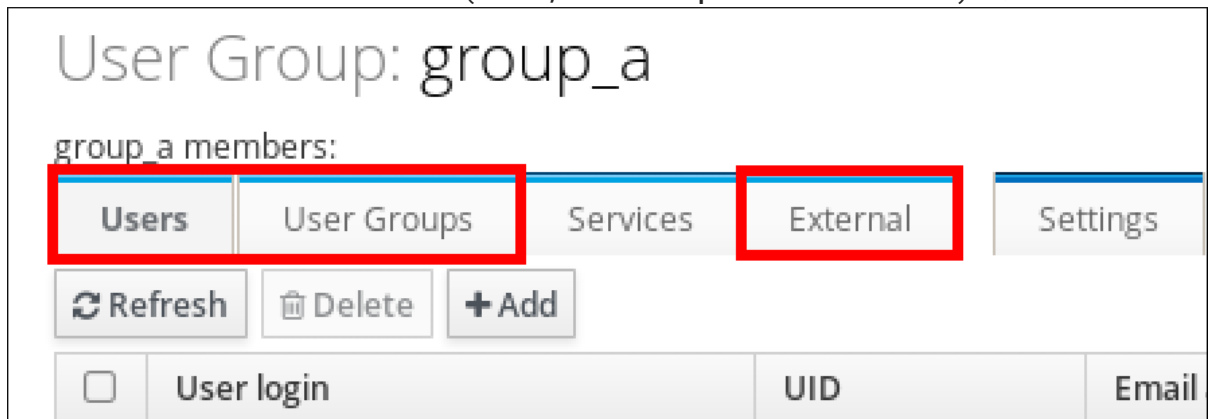 User Group: group_a
group_a members:
Users User Groups Services External Settings
Refresh Delete Add
User login UID Email